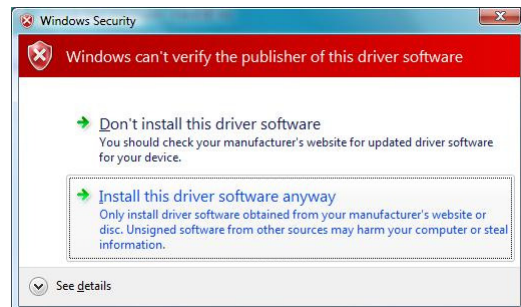 Windows Security
Windows can't verify the publisher of this driver software
Don't install this driver software
You should check your manufacturer's website for updated driver software
for your device.
Install this driver software anyway
Only install driver software obtained from your manufacturer's website or
disc. Unsigned software from other sources may harm your computer or steal
information.
See details